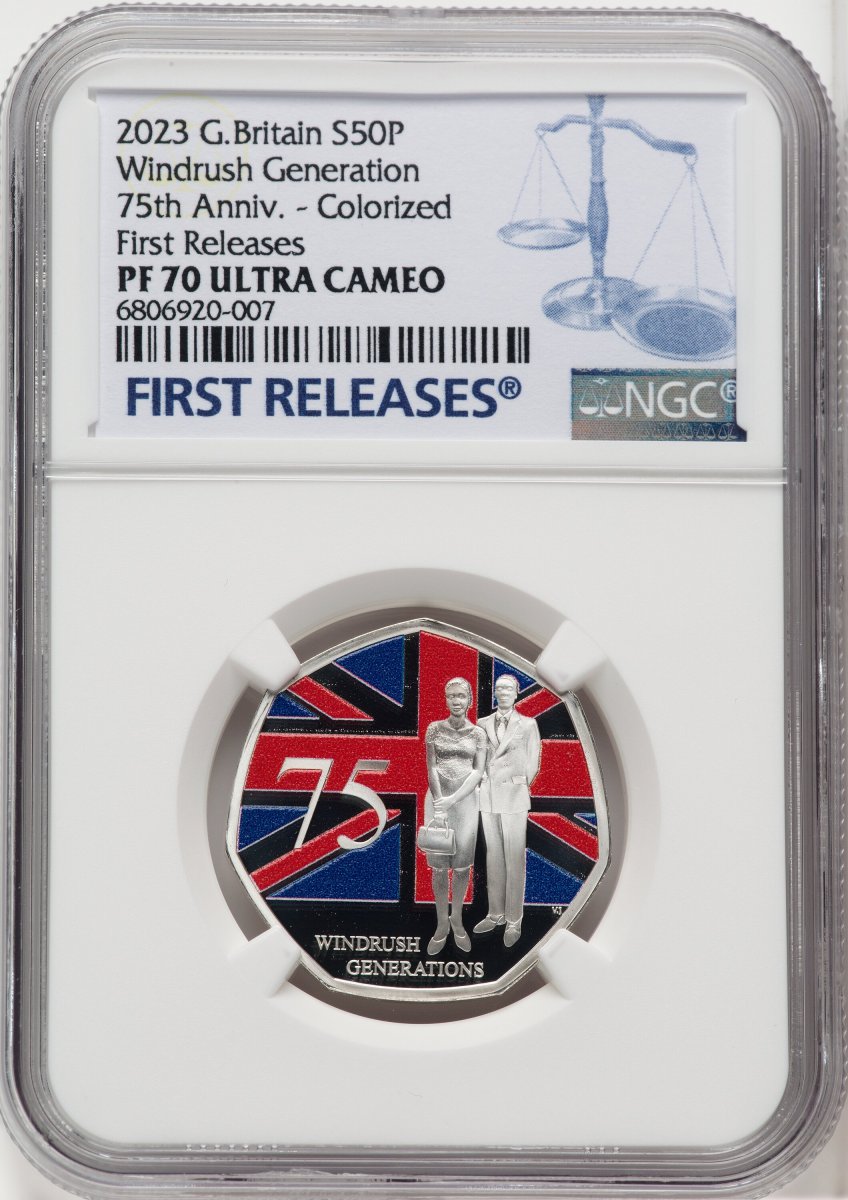 2023 G.Britain S50P
Windrush Generation
75th Anniv. - Colorized
First Releases
PF 70 ULTRA CAMEO
6806920-007
FIRST RELEASES®
NGC®
75
V.J
WINDRUSH
GENERATIONS